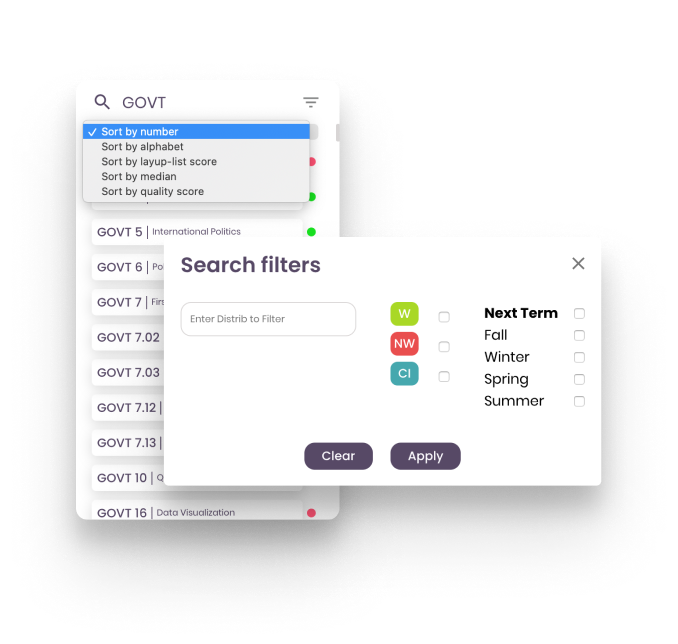 GOVT
✓ Sort by number
Sort by alphabet
Sort by layup-list score
Sort by median
Sort by quality score
GOVT 5 | International Politics
GOVT 6 |
GOVT 7 |
GOVT 7.02
GOVT 7.03
GOVT 7.12 |
GOVT 7.13 |
GOVT 10 |
GOVT 16 | Data Visualization
Search filters
Enter Distrib to Filter
W
NW
CI
Next Term
Fall
Winter
Spring
Summer
Clear
Apply